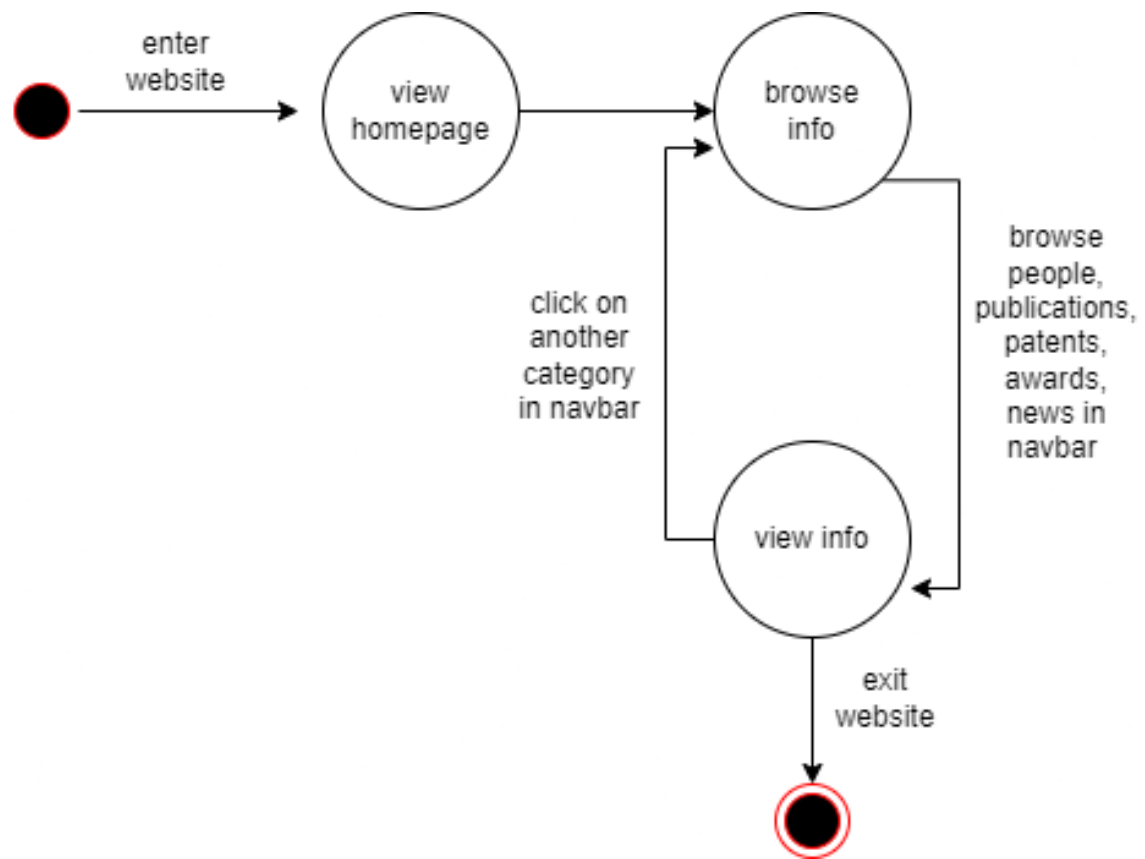 enter
website
view
homepage
browse
info
browse
people,
publications,
patents,
awards,
news in
navbar
click on
another
category
in navbar
view info
exit
website